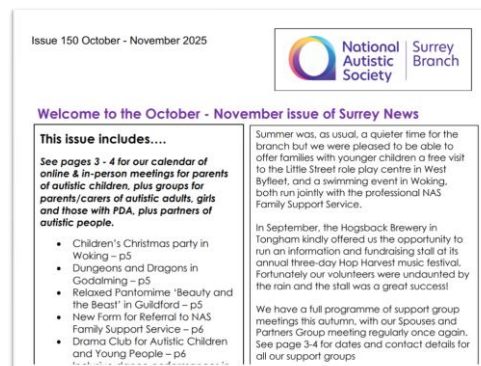 Issue 150 October - November 2025
National
Autistic
Society
Surrey
Branch
Welcome to the October - November issue of Surrey News
This issue includes....
See pages 3 - 4 for our calendar of
online & in-person meetings for parents
of autistic children, plus groups for
parents/carers of autistic adults, girls
and those with PDA, plus partners of
autistic people.
• Children's Christmas party in
Woking – p5
• Dungeons and Dragons in
Godalming – p5
• Relaxed Pantomime 'Beauty and
the Beast' in Guildford – p5
• New Form for Referral to NAS
Family Support Service – p6
• Drama Club for Autistic Children
and Young People – p6
Summer was, as usual, a quieter time for the
branch but we were pleased to be able to
offer families with younger children a free visit
to the Little Street role play centre in West
Byfleet, and a swimming event in Woking,
both run jointly with the professional NAS
Family Support Service.
In September, the Hogsback Brewery in
Tongham kindly offered us the opportunity to
run an information and fundraising stall at its
annual three-day Hop Harvest music festival.
Fortunately our volunteers were undaunted by
the rain and the stall was a great success!
We have a full programme of support group
meetings this autumn, with our Spouses and
Partners Group meeting regularly once again.
See page 3-4 for dates and contact details for
all our support groups